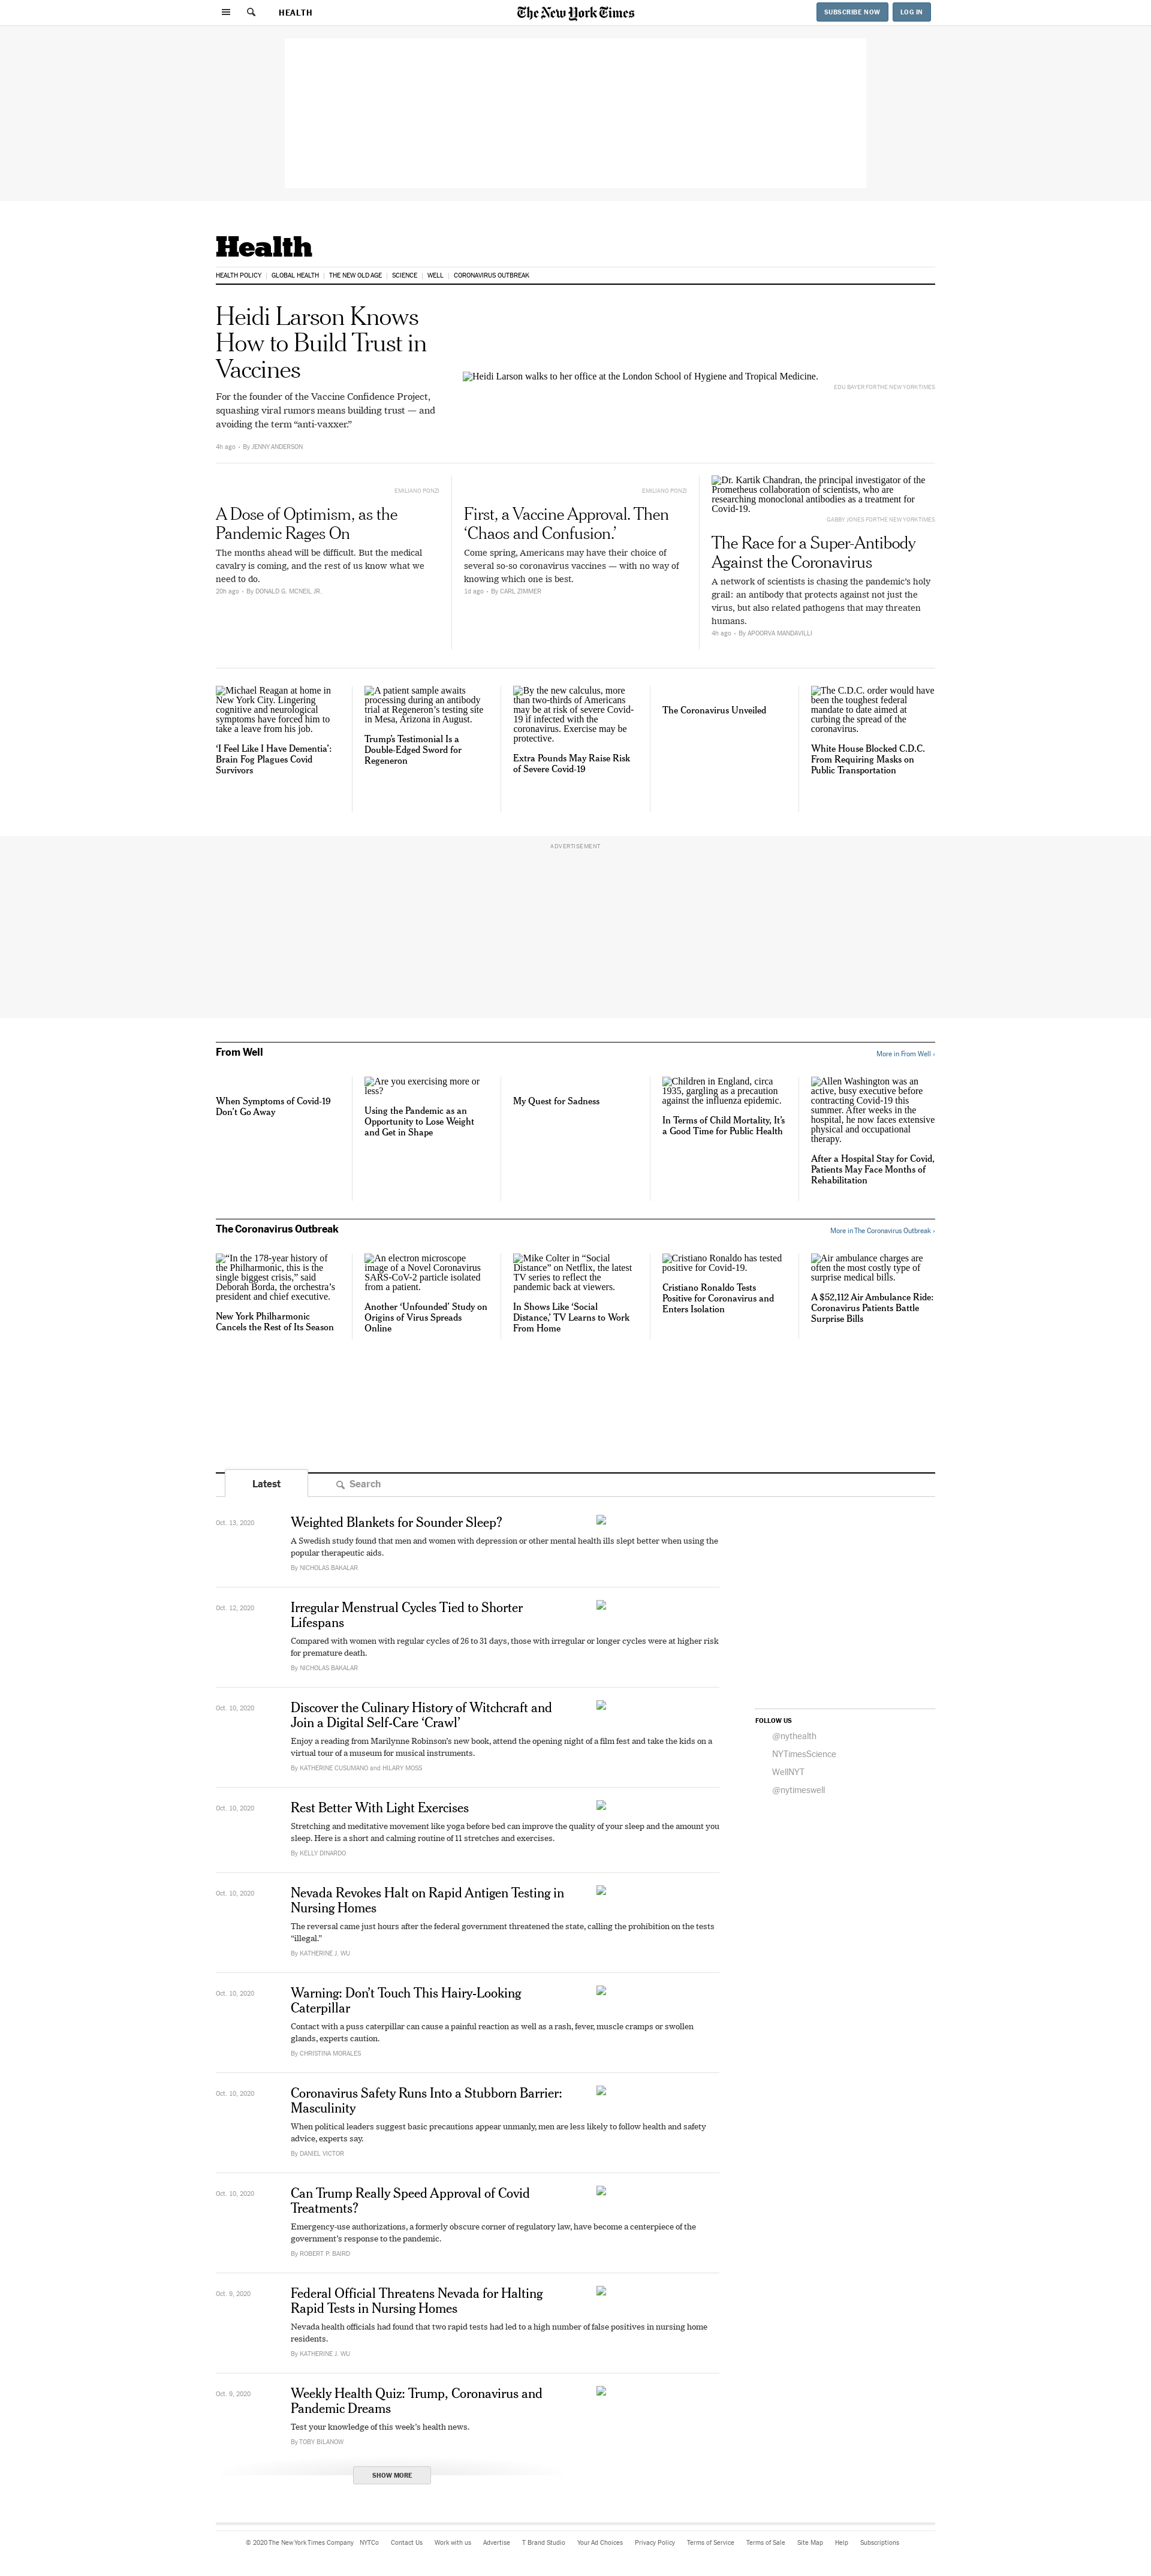 HEALTH
The New York Times
SUBSCRIBE NOW
LOG IN
Health
HEALTH POLICY
GLOBAL HEALTH
THE NEW OLD AGE
SCIENCE
WELL
CORONAVIRUS OUTBREAK
Heidi Larson Knows
How to Build Trust in
Vaccines
For the founder of the Vaccine Confidence Project,
squashing viral rumors means building trust — and
avoiding the term “anti-vaxxer.”
4h ago • By JENNY ANDERSON
Heidi Larson walks to her office at the London School of Hygiene and Tropical Medicine.
EDU BAYER FOR THE NEW YORK TIMES
EMILIANO PONZI
A Dose of Optimism, as the
Pandemic Rages On
The months ahead will be difficult. But the medical
cavalry is coming, and the rest of us know what we
need to do.
20h ago • By DONALD G. MCNEIL JR.
EMILIANO PONZI
First, a Vaccine Approval. Then
‘Chaos and Confusion.’
Come spring, Americans may have their choice of
several so-so coronavirus vaccines — with no way of
knowing which one is best.
1d ago • By CARL ZIMMER
Dr. Kartik Chandran, the principal investigator of the
Prometheus collaboration of scientists, who are
researching monoclonal antibodies as a treatment for
Covid-19.
GABBY JONES FOR THE NEW YORK TIMES
The Race for a Super-Antibody
Against the Coronavirus
A network of scientists is chasing the pandemic’s holy
grail: an antibody that protects against not just the
virus, but also related pathogens that may threaten
humans.
4h ago • By APOORVA MANDAVILLI
Michael Reagan at home in
New York City. Lingering
cognitive and neurological
symptoms have forced him to
take a leave from his job.
‘I Feel Like I Have Dementia’:
Brain Fog Plagues Covid
Survivors
A patient sample awaits
processing during an antibody
trial at Regeneron’s testing site
in Mesa, Arizona in August.
Trump’s Testimonial Is a
Double-Edged Sword for
Regeneron
By the new calculus, more
than two-thirds of Americans
may be at risk of severe Covid-
19 if infected with the
coronavirus. Exercise may be
protective.
Extra Pounds May Raise Risk
of Severe Covid-19
The Coronavirus Unveiled
The C.D.C. order would have
been the toughest federal
mandate to date aimed at
curbing the spread of the
coronavirus.
White House Blocked C.D.C.
From Requiring Masks on
Public Transportation
ADVERTISEMENT
From Well
More in From Well ›
When Symptoms of Covid-19
Don’t Go Away
Are you exercising more or
less?
Using the Pandemic as an
Opportunity to Lose Weight
and Get in Shape
My Quest for Sadness
Children in England, circa
1935, gargling as a precaution
against the influenza epidemic.
In Terms of Child Mortality, It’s
a Good Time for Public Health
Allen Washington was an
active, busy executive before
contracting Covid-19 this
summer. After weeks in the
hospital, he now faces extensive
physical and occupational
therapy.
After a Hospital Stay for Covid,
Patients May Face Months of
Rehabilitation
The Coronavirus Outbreak
More in The Coronavirus Outbreak ›
“In the 178-year history of
the Philharmonic, this is the
single biggest crisis,” said
Deborah Borda, the orchestra’s
president and chief executive.
New York Philharmonic
Cancels the Rest of Its Season
An electron microscope
image of a Novel Coronavirus
SARS-CoV-2 particle isolated
from a patient.
Another ‘Unfounded’ Study on
Origins of Virus Spreads
Online
Mike Colter in “Social
Distance” on Netflix, the latest
TV series to reflect the
pandemic back at viewers.
In Shows Like ‘Social
Distance,’ TV Learns to Work
From Home
Cristiano Ronaldo has tested
positive for Covid-19.
Cristiano Ronaldo Tests
Positive for Coronavirus and
Enters Isolation
Air ambulance charges are
often the most costly type of
surprise medical bills.
A $52,112 Air Ambulance Ride:
Coronavirus Patients Battle
Surprise Bills
Latest
Search
Oct. 13, 2020
Weighted Blankets for Sounder Sleep?
A Swedish study found that men and women with depression or other mental health ills slept better when using the
popular therapeutic aids.
By NICHOLAS BAKALAR
Oct. 12, 2020
Irregular Menstrual Cycles Tied to Shorter
Lifespans
Compared with women with regular cycles of 26 to 31 days, those with irregular or longer cycles were at higher risk
for premature death.
By NICHOLAS BAKALAR
Oct. 10, 2020
Discover the Culinary History of Witchcraft and
Join a Digital Self-Care ‘Crawl’
Enjoy a reading from Marilynne Robinson’s new book, attend the opening night of a film fest and take the kids on a
virtual tour of a museum for musical instruments.
By KATHERINE CUSUMANO and HILARY MOSS
Oct. 10, 2020
Rest Better With Light Exercises
Stretching and meditative movement like yoga before bed can improve the quality of your sleep and the amount you
sleep. Here is a short and calming routine of 11 stretches and exercises.
By KELLY DINARDO
Oct. 10, 2020
Nevada Revokes Halt on Rapid Antigen Testing in
Nursing Homes
The reversal came just hours after the federal government threatened the state, calling the prohibition on the tests
“illegal.”
By KATHERINE J. WU
Oct. 10, 2020
Warning: Don’t Touch This Hairy-Looking
Caterpillar
Contact with a puss caterpillar can cause a painful reaction as well as a rash, fever, muscle cramps or swollen
glands, experts caution.
By CHRISTINA MORALES
Oct. 10, 2020
Coronavirus Safety Runs Into a Stubborn Barrier:
Masculinity
When political leaders suggest basic precautions appear unmanly, men are less likely to follow health and safety
advice, experts say.
By DANIEL VICTOR
Oct. 10, 2020
Can Trump Really Speed Approval of Covid
Treatments?
Emergency-use authorizations, a formerly obscure corner of regulatory law, have become a centerpiece of the
government’s response to the pandemic.
By ROBERT P. BAIRD
Oct. 9, 2020
Federal Official Threatens Nevada for Halting
Rapid Tests in Nursing Homes
Nevada health officials had found that two rapid tests had led to a high number of false positives in nursing home
residents.
By KATHERINE J. WU
Oct. 9, 2020
Weekly Health Quiz: Trump, Coronavirus and
Pandemic Dreams
Test your knowledge of this week’s health news.
By TOBY BILANOW
SHOW MORE
FOLLOW US
@nythealth
NYTimesScience
WellNYT
@nytimeswell
© 2020 The New York Times Company
NYTCo
Contact Us
Work with us
Advertise
T Brand Studio
Your Ad Choices
Privacy Policy
Terms of Service
Terms of Sale
Site Map
Help
Subscriptions